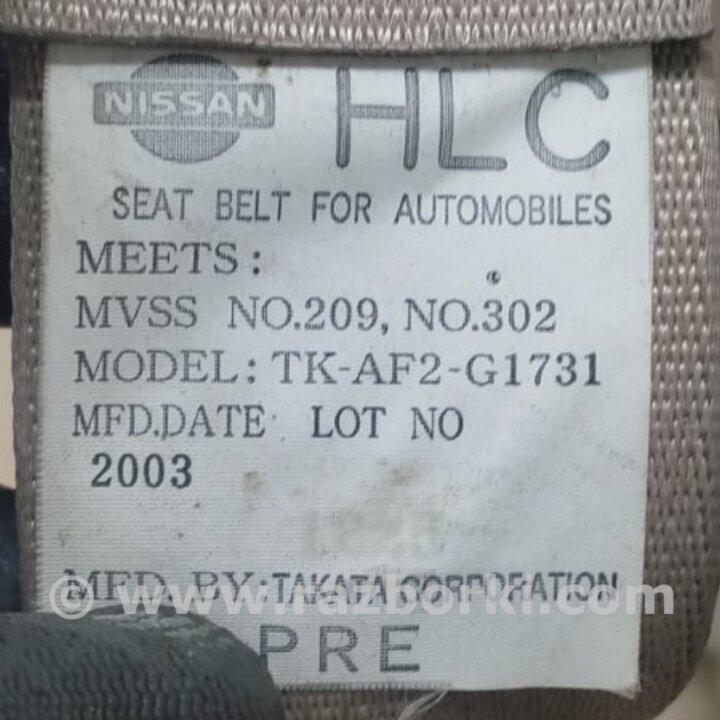 NISSAN HLC
SEAT BELT FOR AUTOMOBILES
MEETS:
MVSS NO.209, NO.302
MODEL: TK-AF2-G1731
MFD.DATE LOT NO
2003
MFD. BY: TAKATA CORPORATION
© www.razborki.com
PRE